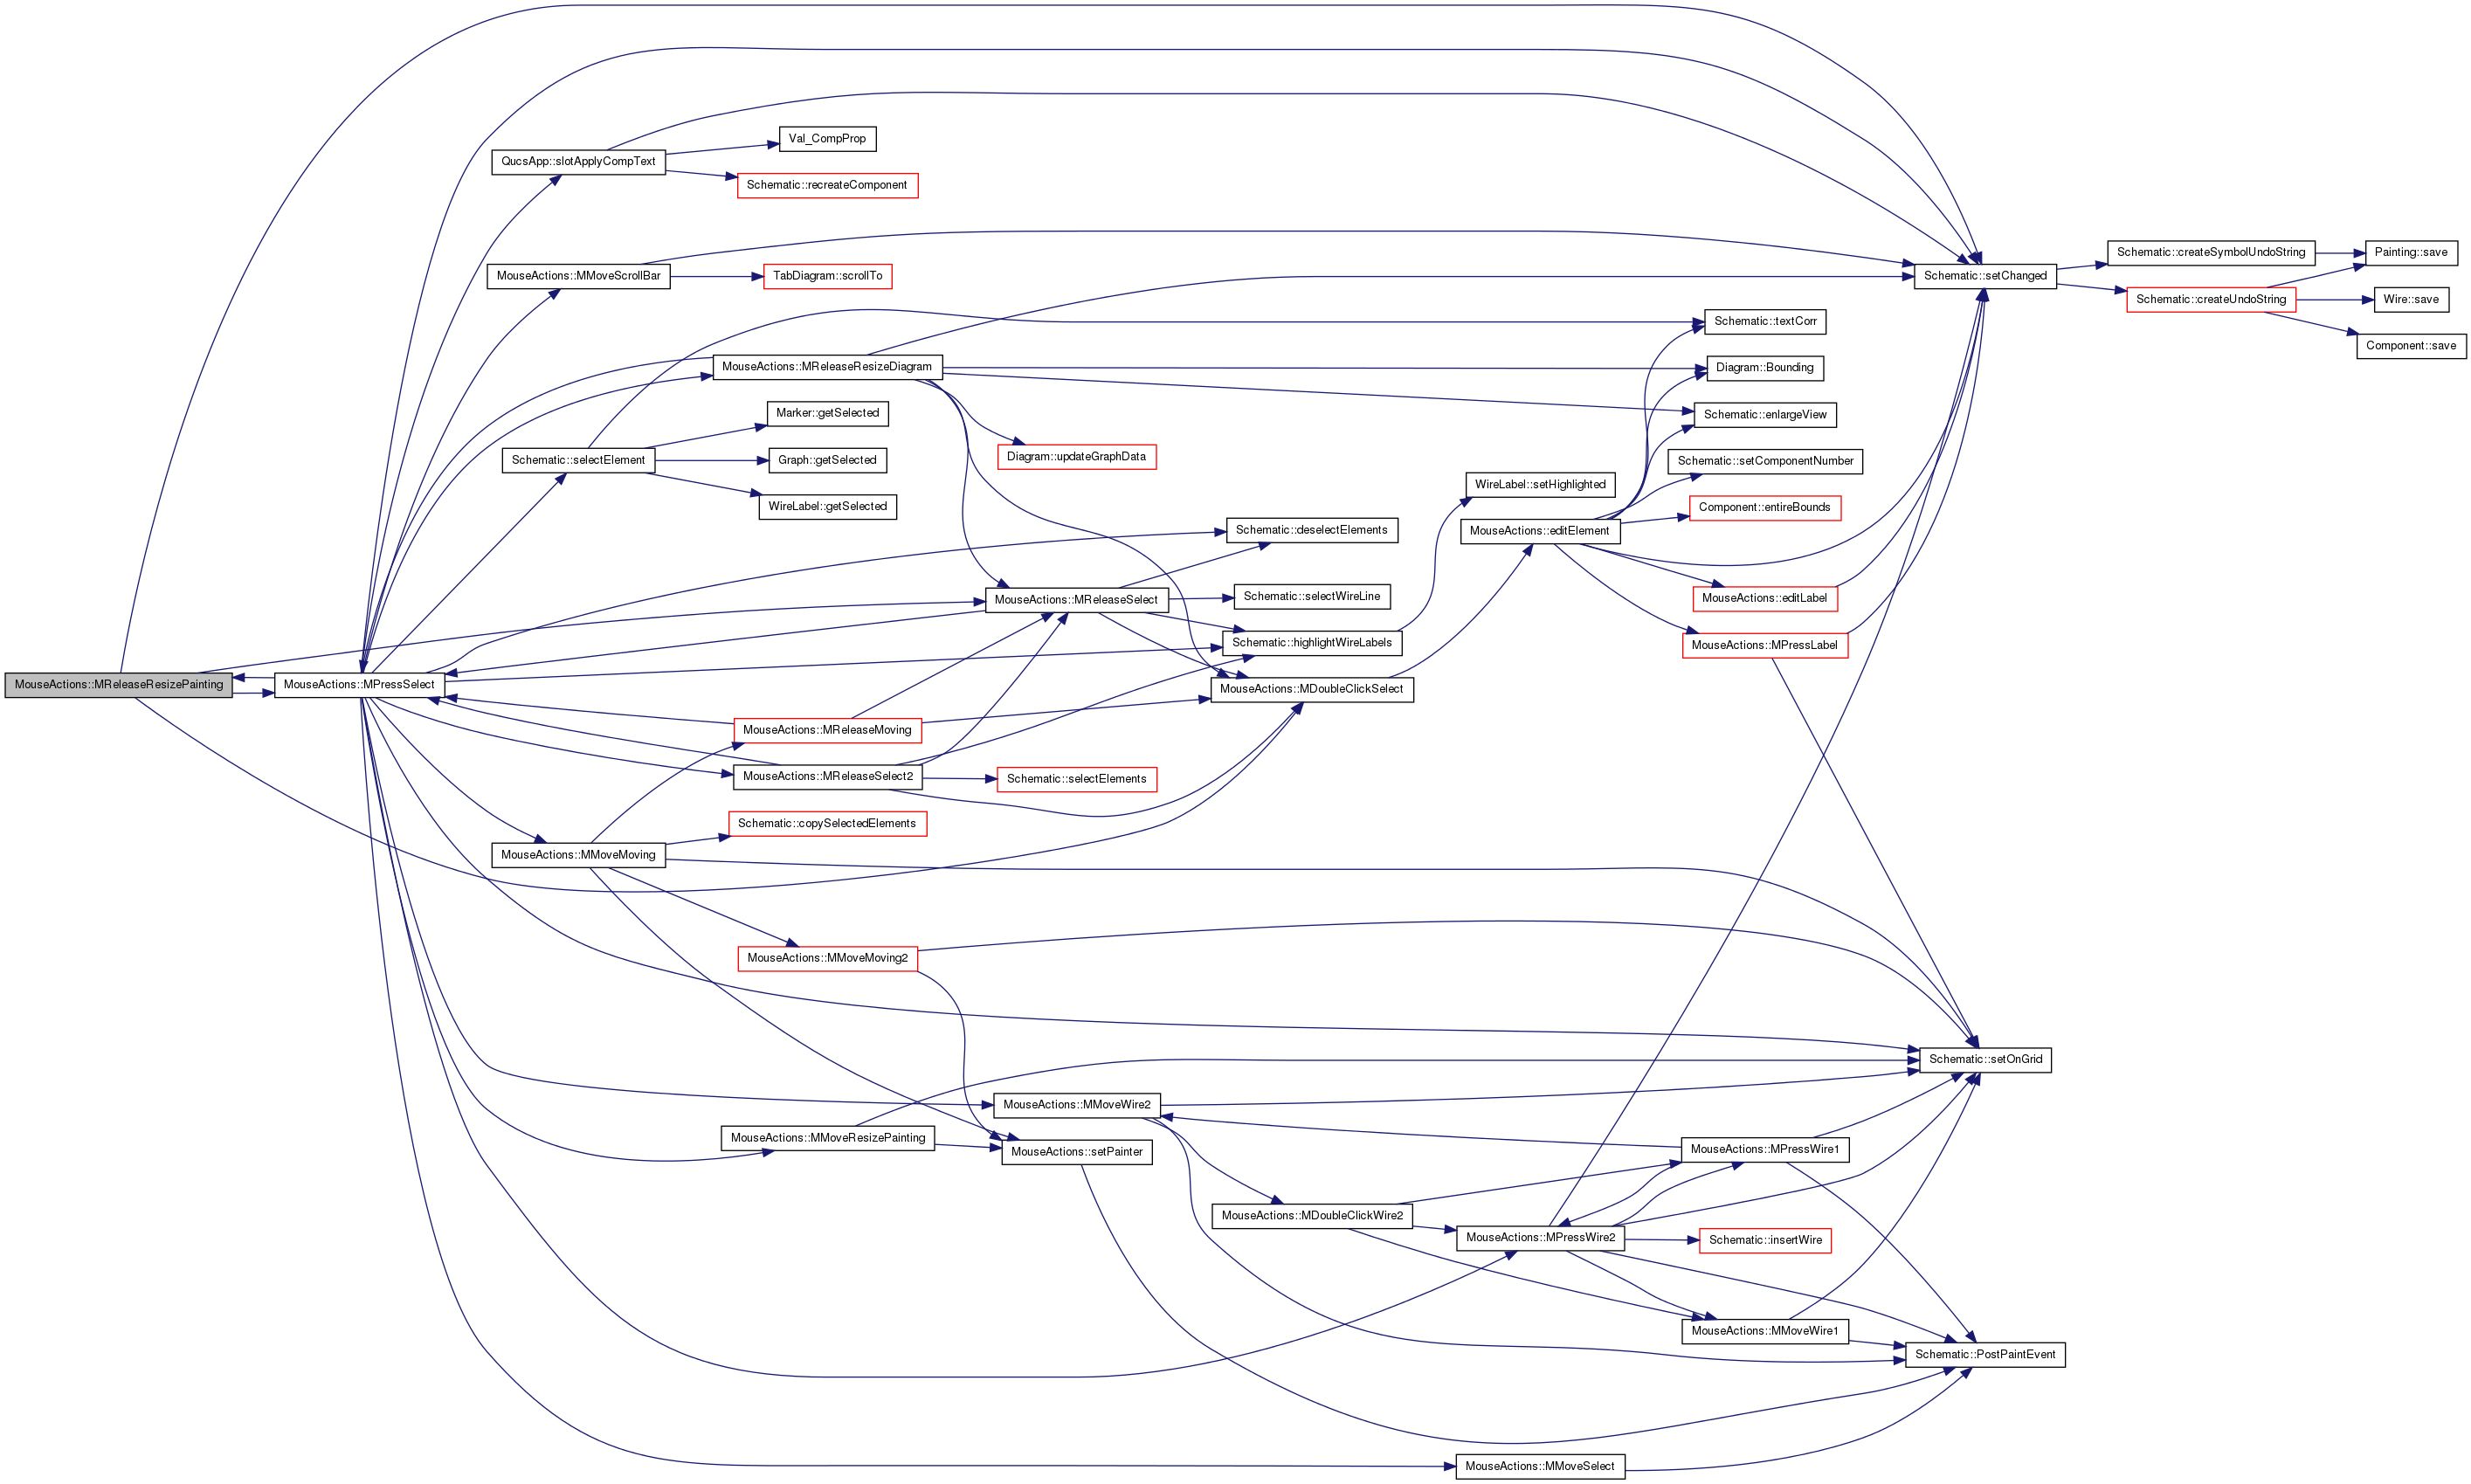 MouseActions::MReleaseResizePainting
MouseActions::MPressSelect
QucsApp::slotApplyCompText
MouseActions::MMoveScrollBar
Schematic::selectElement
MouseActions::MMoveMoving
Val_CompProp
Schematic::recreateComponent
TabDiagram::scrollTo
MouseActions::MReleaseResizeDiagram
Marker::getSelected
Graph::getSelected
WireLabel::getSelected
MouseActions::MReleaseMoving
MouseActions::MReleaseSelect2
Schematic::copySelectedElements
MouseActions::MMoveMoving2
MouseActions::MMoveResizePainting
Diagram::updateGraphData
MouseActions::MReleaseSelect
Schematic::selectElements
MouseActions::MMoveWire2
MouseActions::setPainter
Schematic::deselectElements
Schematic::selectWireLine
Schematic::highlightWireLabels
MouseActions::MDoubleClickSelect
MouseActions::MDoubleClickWire2
WireLabel::setHighlighted
MouseActions::editElement
MouseActions::MPressWire2
MouseActions::MMoveSelect
Schematic::textCorr
Diagram::Bounding
Schematic::enlargeView
Schematic::setComponentNumber
Component::entireBounds
MouseActions::editLabel
MouseActions::MPressLabel
MouseActions::MPressWire1
Schematic::insertWire
MouseActions::MMoveWire1
Schematic::setChanged
Schematic::setOnGrid
Schematic::PostPaintEvent
Schematic::createSymbolUndoString
Schematic::createUndoString
Painting::save
Wire::save
Component::save